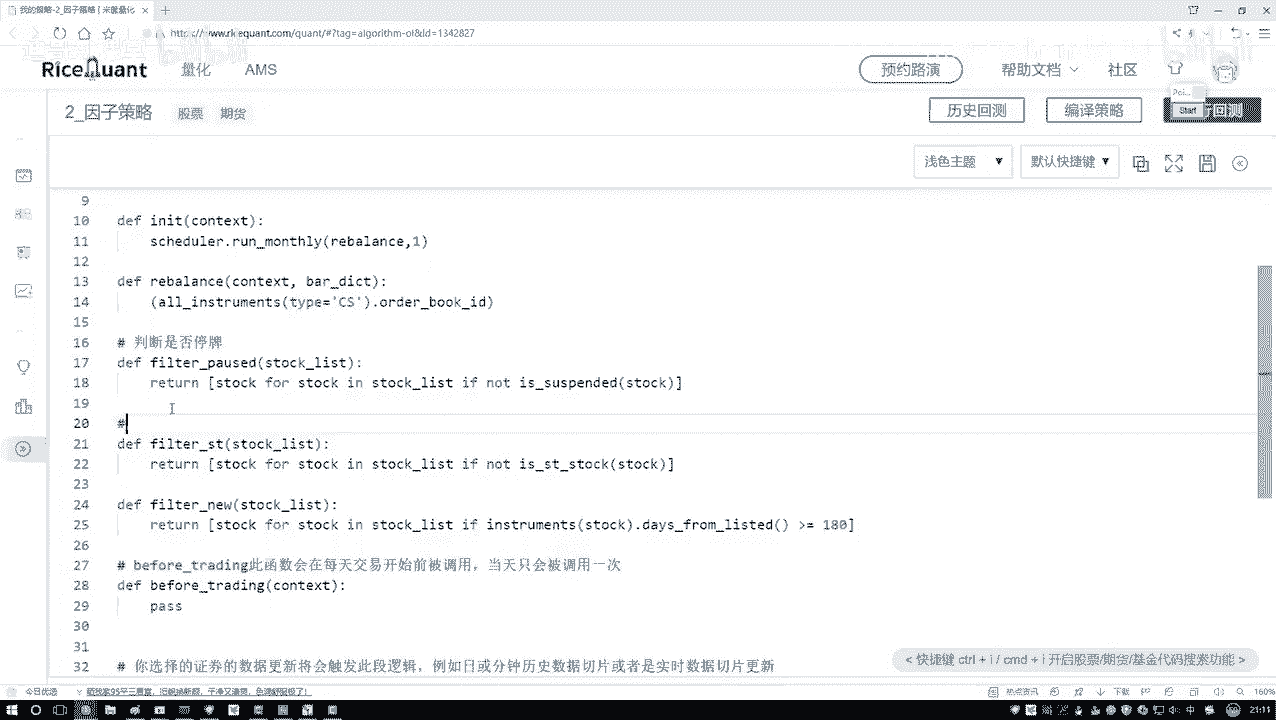 我的策略-2_因子策略 | 米筐量化
http://www.ricequant.com/quant/#?tag=algorithm-ol&id=1342827
RiceQuant 量化 AMS 预约路演 帮助文档 社区
2_因子策略 股票 期货 历史回测 编译策略
Start
浅色主题 默认快捷键
9
10 def init(context):
11 scheduler.run_monthly(rebalance,1)
12
13 def rebalance(context, bar_dict):
14 (all_instruments(type='CS').order_book_id)
15
16 # 判断是否停牌
17 def filter_paused(stock_list):
18 return [stock for stock in stock_list if not is_suspended(stock)]
19
20 #
21 def filter_st(stock_list):
22 return [stock for stock in stock_list if not is_st_stock(stock)]
23
24 def filter_new(stock_list):
25 return [stock for stock in stock_list if instruments(stock).days_from_listed() >= 180]
26
27 # before_trading此函数会在每天交易开始前被调用，当天只会被调用一次
28 def before_trading(context):
29 pass
30
31
32 # 你选择的证券的数据更新将会触发此段逻辑，例如日或分钟历史数据切片或者是实时数据切片更新
< 快捷键 ctrl + i / cmd + i 开启股票/期货/基金代码搜索功能 >
今日优选
热点资讯 下载 160%
中 21:11